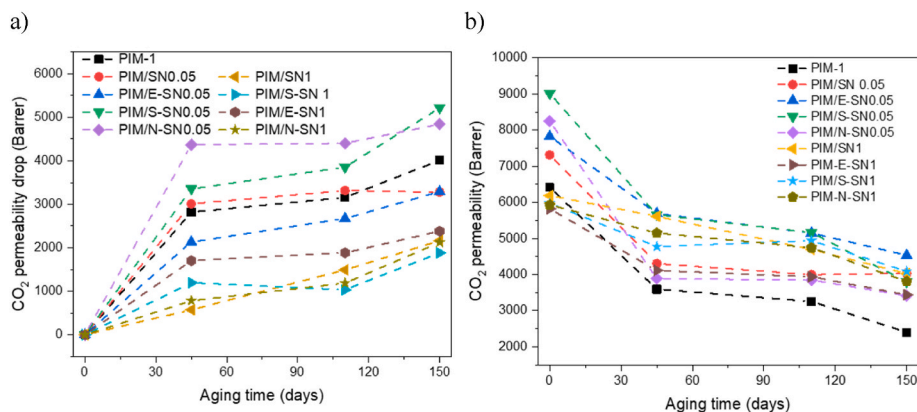 a)
CO2 permeability drop (Barrer)
6000
5000
4000
3000
2000
1000
0
PIM-1
PIM/SN0.05 PIM/SN1
PIM/E-SN0.05 PIM/S-SN 1
PIM/S-SN0.05 PIM/E-SN1
PIM/N-SN0.05 PIM/N-SN1
0 30 60 90 120 150
Aging time (days)
b)
CO2 permeability (Barrer)
10000
9000
8000
7000
6000
5000
4000
3000
2000
PIM-1
PIM/SN 0.05
PIM/E-SN0.05
PIM/S-SN0.05
PIM/N-SN0.05
PIM/SN1
PIM-E-SN1
PIM/S-SN1
PIM-N-SN1
0 30 60 90 120 150
Aging time (days)